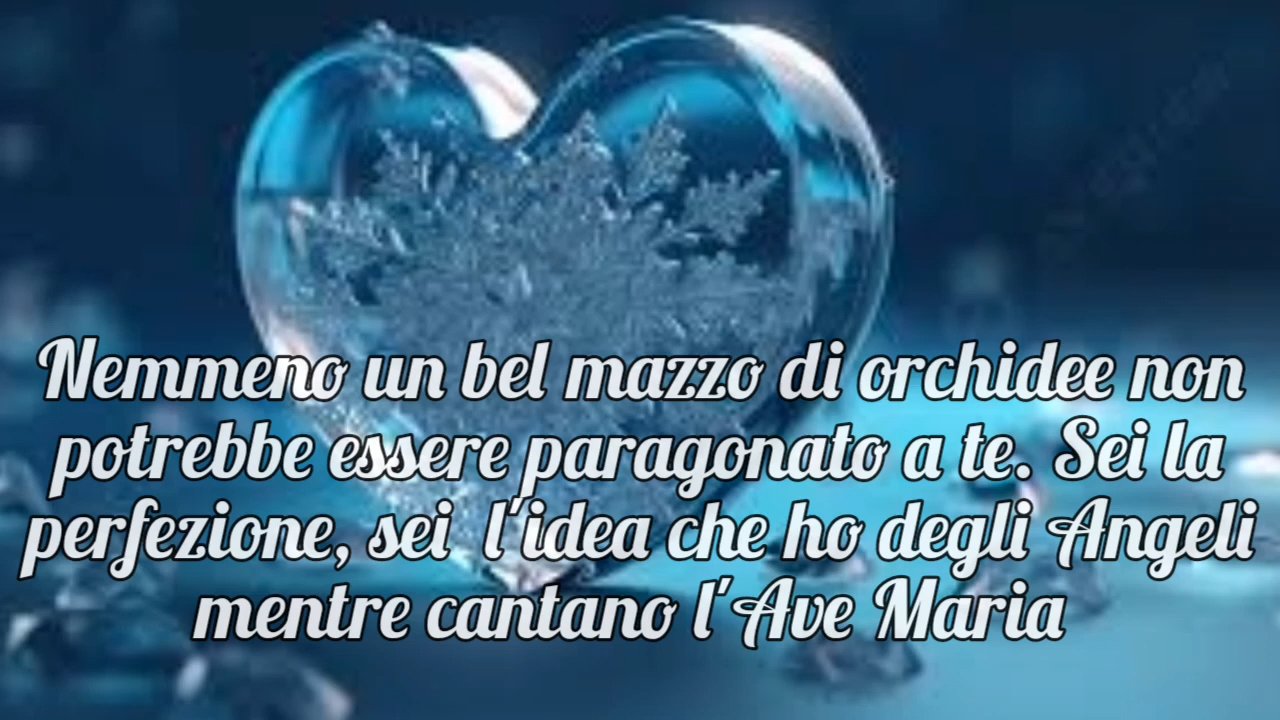 Nemmeno un bel mazzo di orchidee non
potrebbe essere paragonato a te. Sei la
perfezione, sei  l'idea che ho degli Angeli
mentre cantano l'Ave Maria